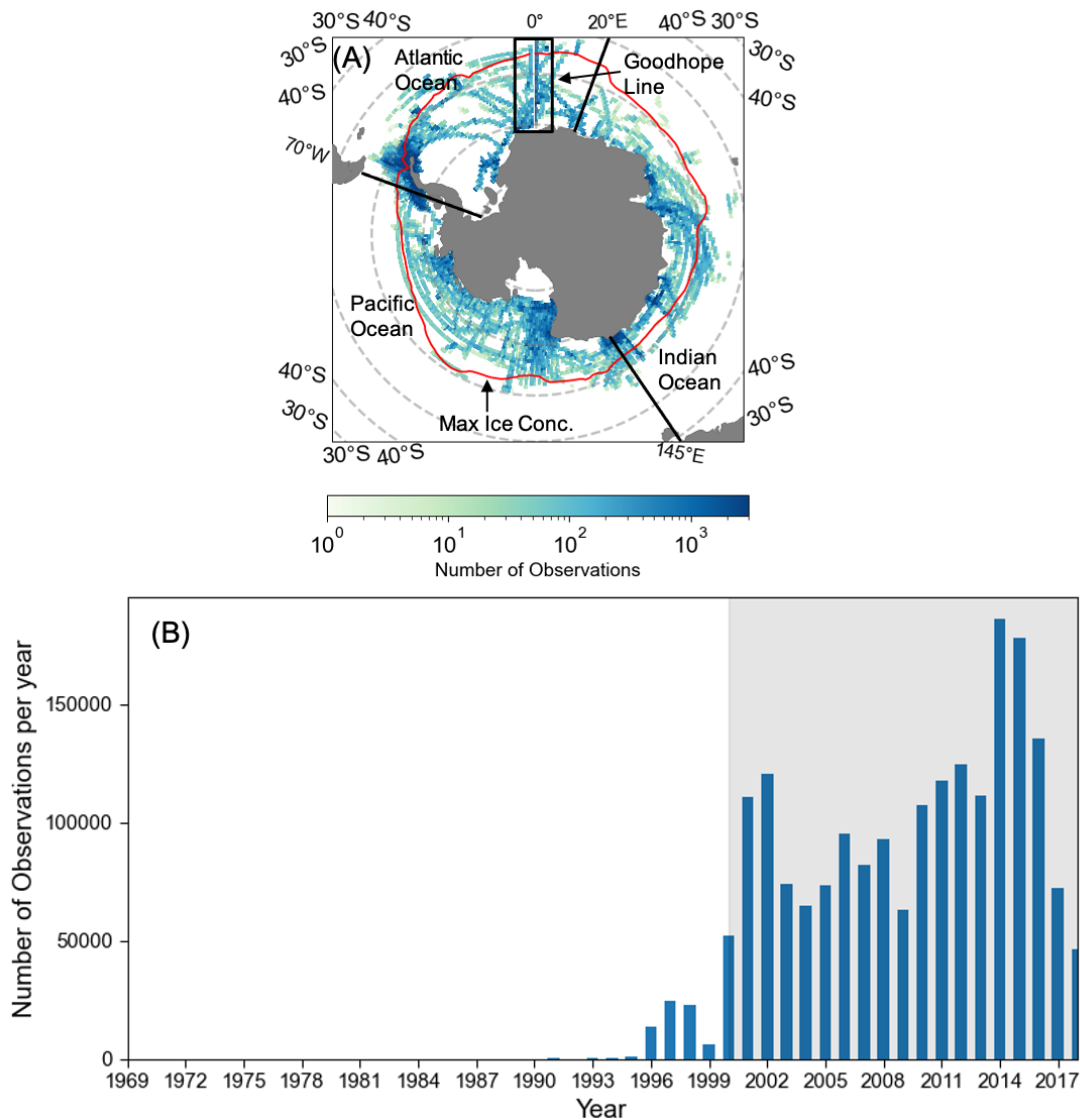 30°S 40°S 0° 20°E 40°S 30°S
30°S 30°S
(A)
Atlantic
Ocean
Goodhope
Line
40°S 40°S
70°W
Pacific
Ocean
Indian
Ocean
40°S 40°S
30°S 30°S
Max Ice Conc.
30°S 40°S 145°E
10⁰ 10¹ 10² 10³
Number of Observations
(B)
Number of Observations per year
150000
100000
50000
0
1969 1972 1975 1978 1981 1984 1987 1990 1993 1996 1999 2002 2005 2008 2011 2014 2017
Year